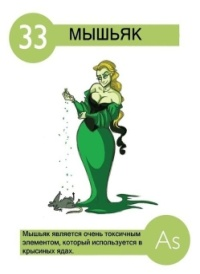 33 МЫШЬЯК
Мышьяк является очень токсичным
элементом, который используется в
крысиных ядах.
As